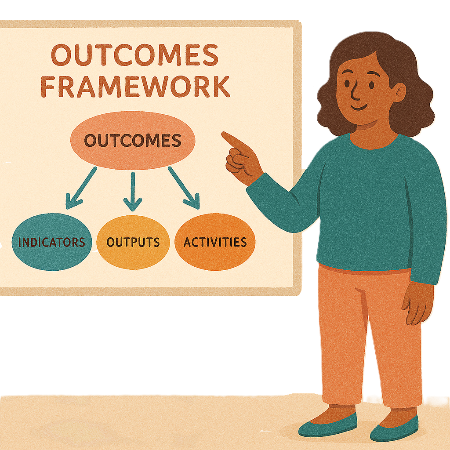 OUTCOMES
FRAMEWORK
OUTCOMES
INDICATORS OUTPUTS ACTIVITIES